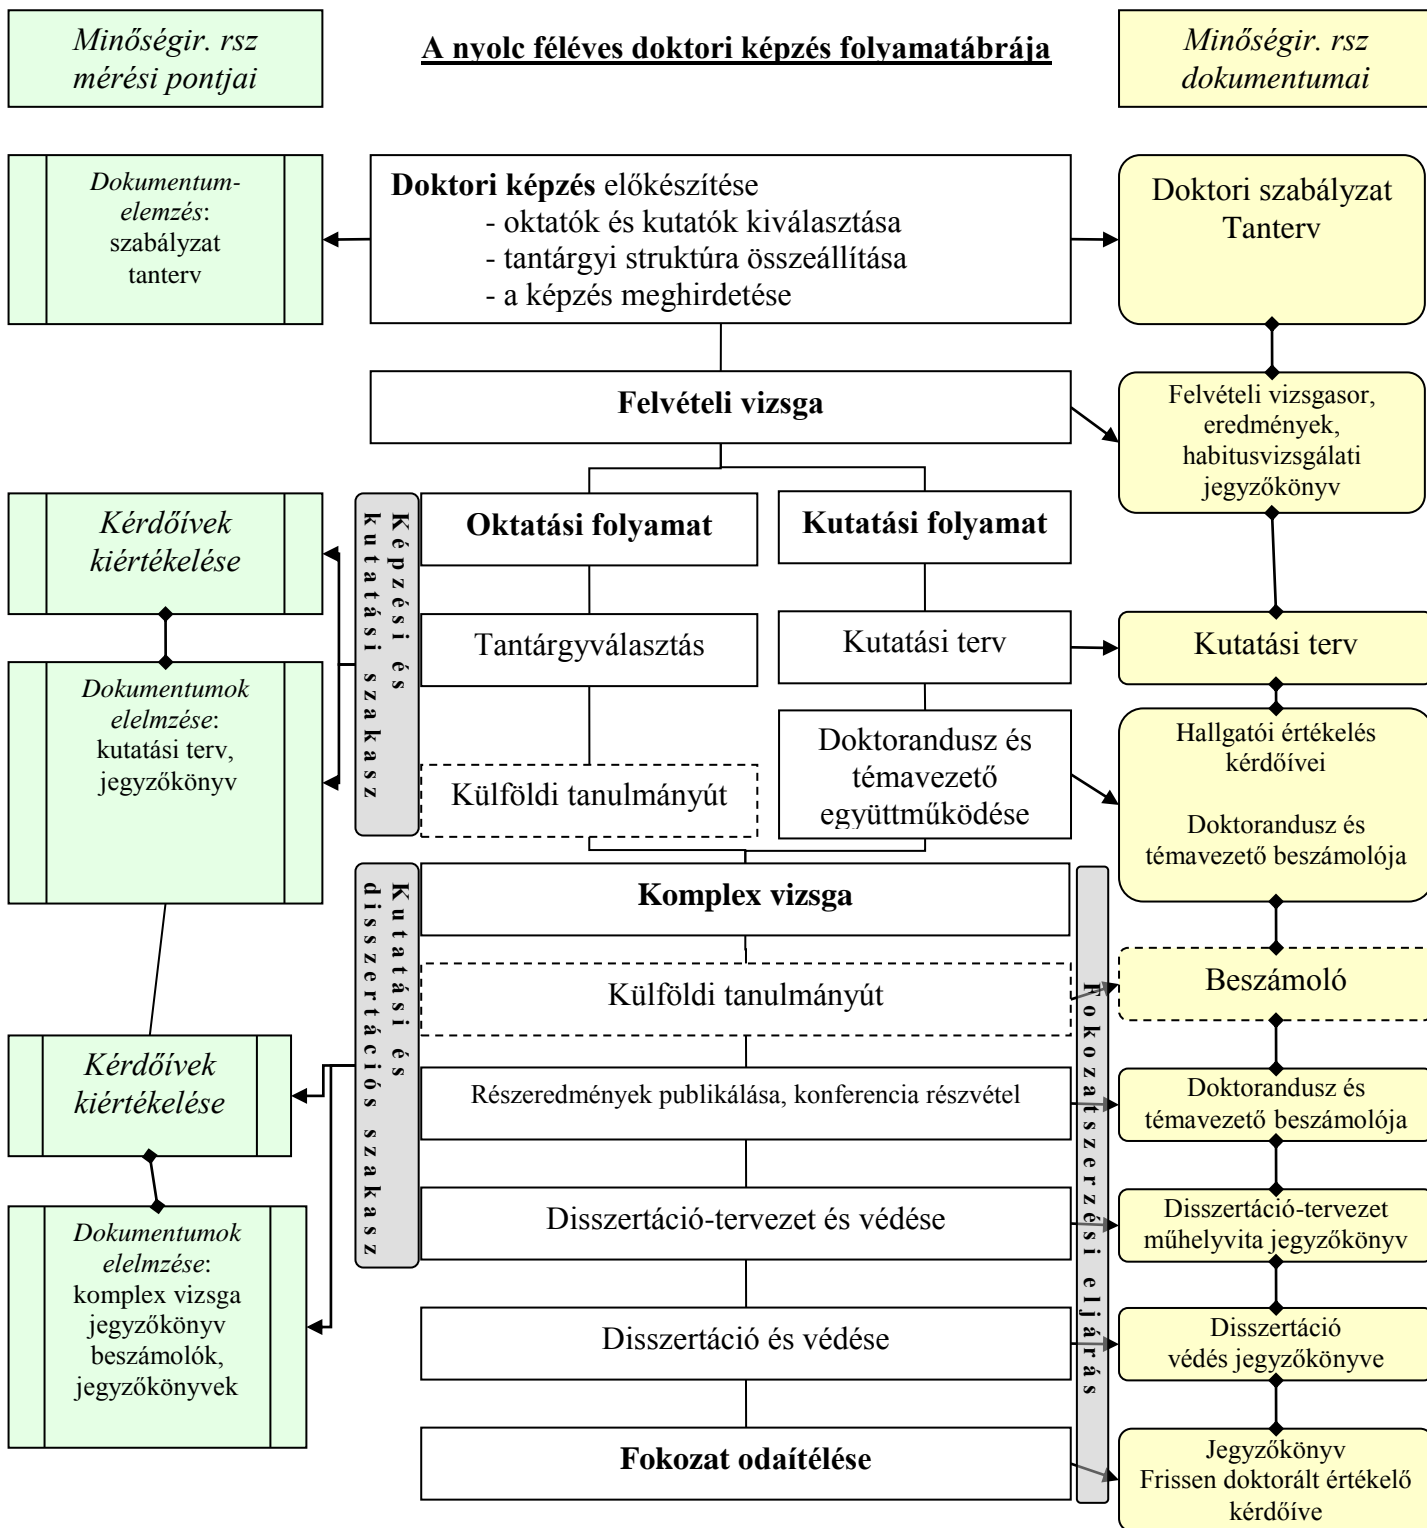 Minőségir. rsz
mérési pontjai
A nyolc féléves doktori képzés folyamatábrája
Minőségir. rsz
dokumentumai
Dokumentum-
elemzés:
szabályzat
tanterv
Doktori képzés előkészítése
- oktatók és kutatók kiválasztása
- tantárgyi struktúra összeállítása
- a képzés meghirdetése
Doktori szabályzat
Tanterv
Felvételi vizsga
Felvételi vizsgasor,
eredmények,
habitusvizsgálati
jegyzőkönyv
Kérdőívek
kiértékelése
Képzési és
kutatási szakasz
Oktatási folyamat
Kutatási folyamat
Tantárgyválasztás
Kutatási terv
Kutatási terv
Dokumentumok
elelmzése:
kutatási terv,
jegyzőkönyv
Külföldi tanulmányút
Doktorandusz és
témavezető
együttműködése
Hallgatói értékelés
kérdőívei
Doktorandusz és
témavezető beszámolója
Kutatási és
disszertációs szakasz
Komplex vizsga
Fokozatszerzési eljárás
Külföldi tanulmányút
Beszámoló
Kérdőívek
kiértékelése
Részeredmények publikálása, konferencia részvétel
Doktorandusz és
témavezető beszámolója
Disszertáció-tervezet és védése
Disszertáció-tervezet
műhelyvita jegyzőkönyv
Dokumentumok
elelmzése:
komplex vizsga
jegyzőkönyv
beszámolók,
jegyzőkönyvek
Disszertáció és védése
Disszertáció
védés jegyzőkönyve
Fokozat odaítélése
Jegyzőkönyv
Frissen doktorált értékelő
kérdőíve